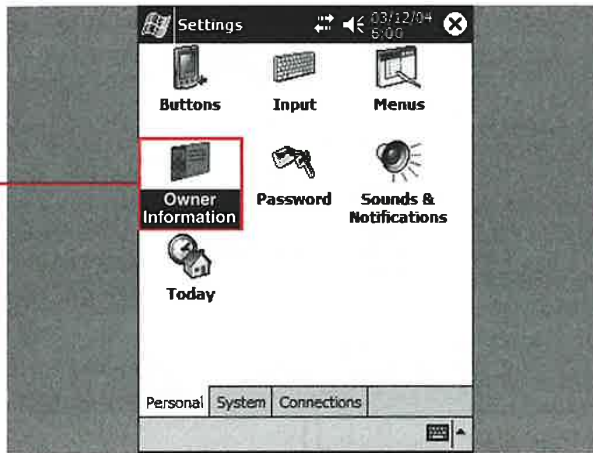 Settings
03/12/04
6:00
Buttons
Input
Menus
Owner
Information
Password
Sounds &
Notifications
Today
Personal
System
Connections